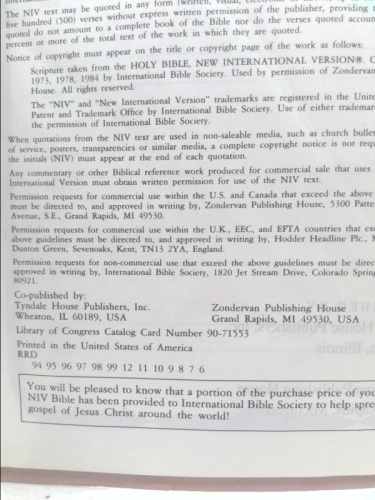 The NIV text may be quoted in any form (written, visual,
five hundred (500) verses without express written permission of the publisher, providing
quoted do not amount to a complete book of the Bible nor do the verses quoted accoun
percent or more of the total text of the work in which they are quoted.
Notice of copyright must appear on the title or copyright page of the work as follows:
Scripture taken from the HOLY BIBLE, NEW INTERNATIONAL VERSION®. C
1973, 1978, 1984 by International Bible Society. Used by permission of Zondervan
House. All rights reserved.
The "NIV" and "New International Version" trademarks are registered in the Unite
Patent and Trademark Office by International Bible Society. Use of either trademar
the permission of International Bible Society.
When quotations from the NIV text are used in non-saleable media, such as church bullet
of service, posters, transparencies or similar media, a complete copyright notice is not requ
the initials (NIV) must appear at the end of each quotation.
Any commentary or other Biblical reference work produced for commercial sale that uses
International Version must obtain written permission for use of the NIV text.
Permission requests for commercial use within the U.S. and Canada that exceed the above
must be directed to, and approved in writing by, Zondervan Publishing House, 5300 Patte
Avenue, S.E., Grand Rapids, MI 49530.
Permission requests for commercial use within the U.K., EEC, and EFTA countries that exc
above guidelines must be directed to, and approved in writing by, Hodder Headline Plc., M
Dunton Green, Sevenoaks, Kent, TN13 2YA, England.
Permission requests for non-commercial use that exceed the above guidelines must be direc
approved in writing by, International Bible Society, 1820 Jet Stream Drive, Colorado Spring
80921.
Co-published by:
Tyndale House Publishers, Inc. Zondervan Publishing House
Wheaton, IL 60189, USA Grand Rapids, MI 49530, USA
Library of Congress Catalog Card Number 90-71553
Printed in the United States of America
RRD
94 95 96 97 98 99 12 11 10 9 8 7 6
You will be pleased to know that a portion of the purchase price of you
NIV Bible has been provided to International Bible Society to help spre
gospel of Jesus Christ around the world!